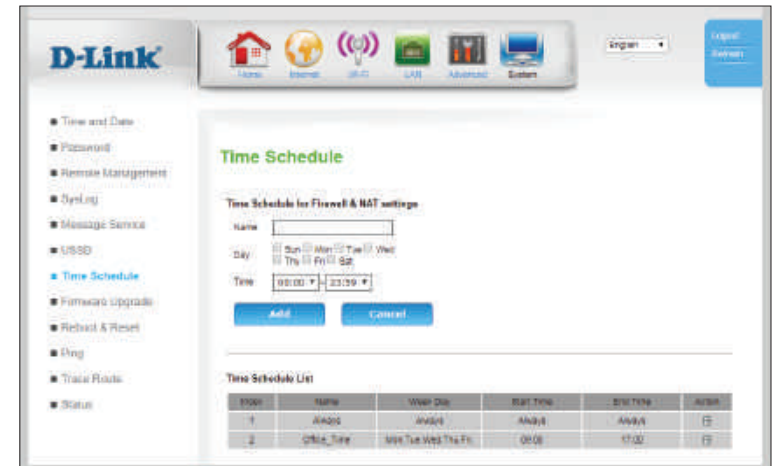 D-Link
Home
Internet
Wi-Fi
LAN
Advanced
System
English
Logout
Refresh
Time and Date
Password
Remote Management
SysLog
Message Service
USSD
Time Schedule
Firmware Upgrade
Reboot & Reset
Ping
Trace Route
Status
Time Schedule
Time Schedule for Firewall & NAT settings
Name
Day Sun Mon Tue Wed
Thu Fri Sat
Time 00:00 - 23:59
Add Cancel
Time Schedule List
Index Name Week Day Start Time End Time Action
1 Always Always Always Always
2 Office_Time Mon Tue Wed Thu Fri 09:00 17:00